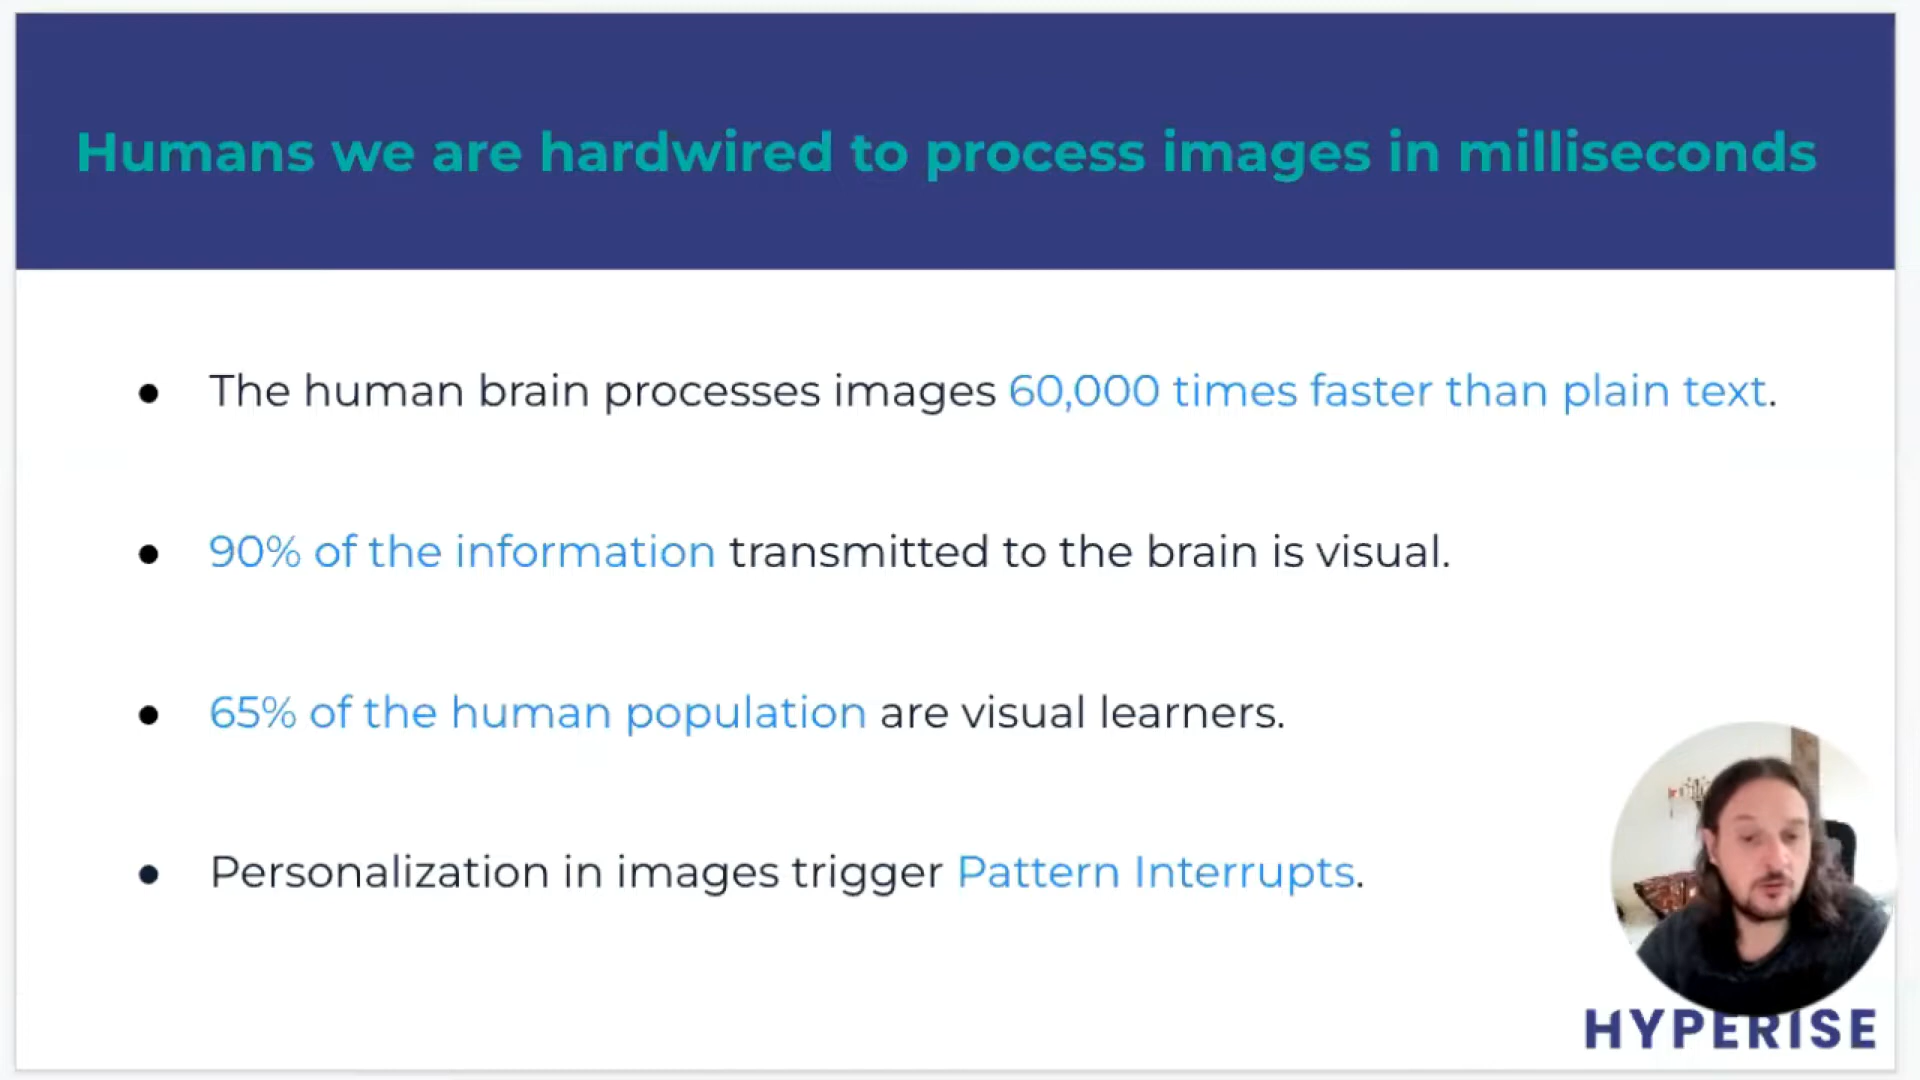 Humans we are hardwired to process images in milliseconds
The human brain processes images 60,000 times faster than plain text.
90% of the information transmitted to the brain is visual.
65% of the human population are visual learners.
Personalization in images trigger Pattern Interrupts.
HYPERISE